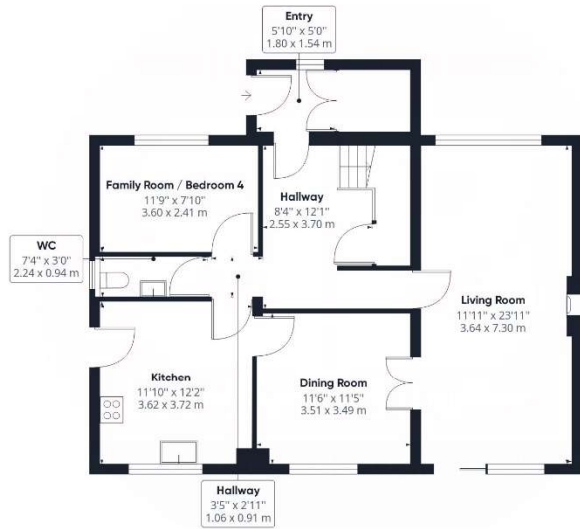 Entry
5'10" x 5'0"
1.80 x 1.54 m
Family Room / Bedroom 4
11'9" x 7'10"
3.60 x 2.41 m
Hallway
8'4" x 12'1"
2.55 x 3.70 m
WC
7'4" x 3'0"
2.24 x 0.94 m
Living Room
11'11" x 23'11"
3.64 x 7.30 m
Kitchen
11'10" x 12'2"
3.62 x 3.72 m
Dining Room
11'6" x 11'5"
3.51 x 3.49 m
Hallway
3'5" x 2'11"
1.06 x 0.91 m